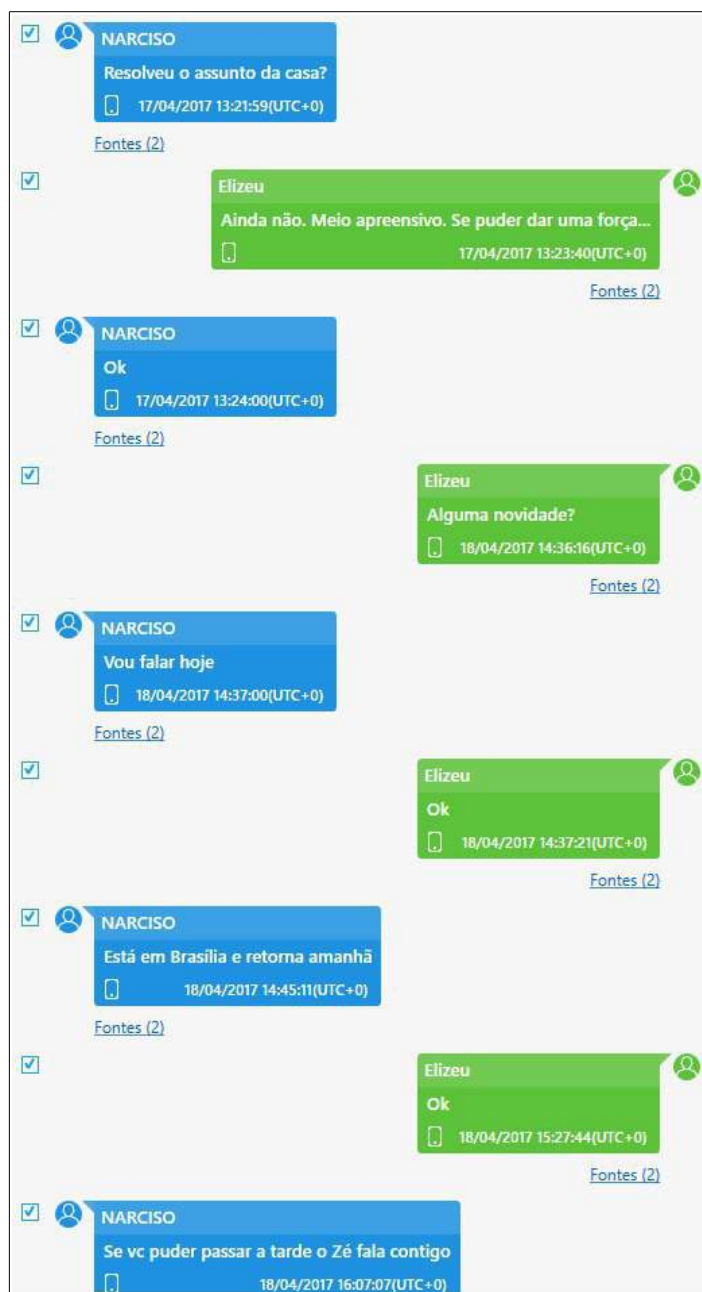 NARCISO
Resolveu o assunto da casa?
17/04/2017 13:21:59(UTC+0)
Fontes (2)
Elizeu
Ainda não. Meio apreensivo. Se puder dar uma força...
17/04/2017 13:23:40(UTC+0)
Fontes (2)
NARCISO
Ok
17/04/2017 13:24:00(UTC+0)
Fontes (2)
Elizeu
Alguma novidade?
18/04/2017 14:36:16(UTC+0)
Fontes (2)
NARCISO
Vou falar hoje
18/04/2017 14:37:00(UTC+0)
Fontes (2)
Elizeu
Ok
18/04/2017 14:37:21(UTC+0)
Fontes (2)
NARCISO
Está em Brasília e retorna amanhã
18/04/2017 14:45:11(UTC+0)
Fontes (2)
Elizeu
Ok
18/04/2017 15:27:44(UTC+0)
Fontes (2)
NARCISO
Se vc puder passar a tarde o Zé fala contigo
18/04/2017 16:07:07(UTC+0)